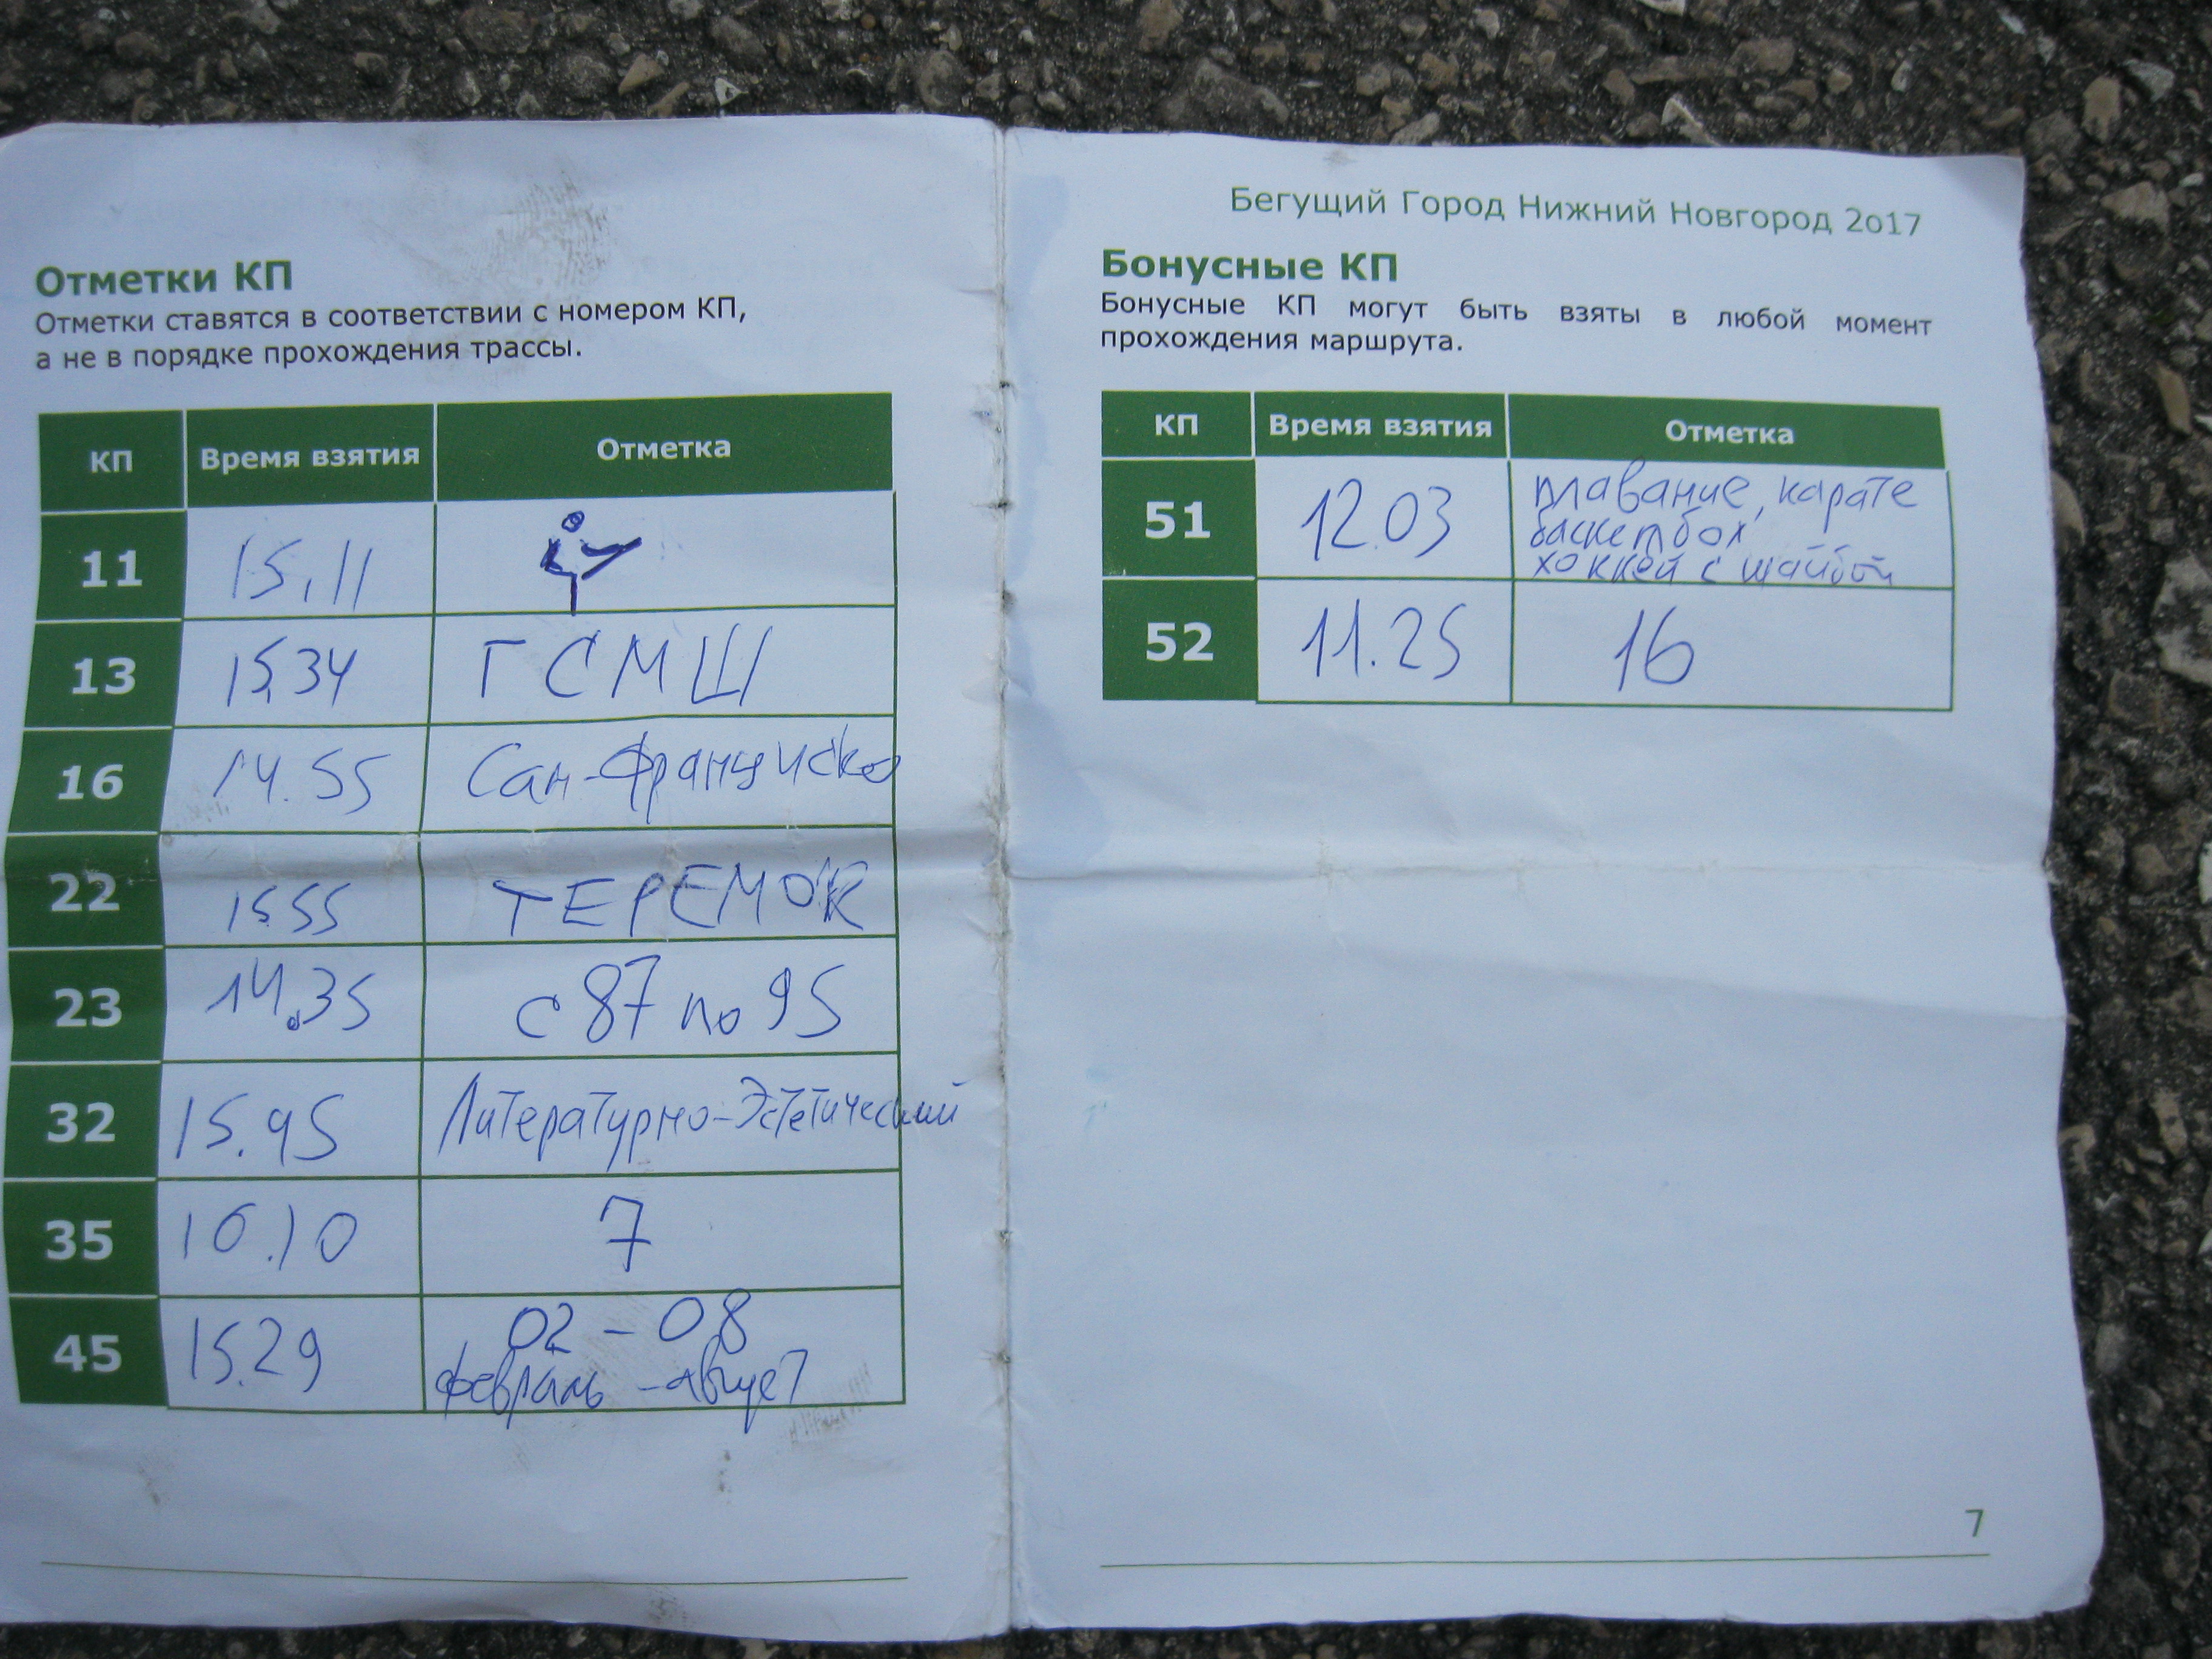 Отметки КП
Отметки ставятся в соответствии с номером КП,
а не в порядке прохождения трассы.
КП Время взятия Отметка
11 15.11
13 15.34 ГСМШ
16 14.55 Сан-Франциско
22 15.55 ТЕРЕМОК
23 14.35 с 87 по 95
32 15.45 Литературно-Эстетический
35 16.10 7
45 15.29 02 - 08
февраль - август
Бегущий Город Нижний Новгород 2о17
Бонусные КП
Бонусные КП могут быть взяты в любой момент
прохождения маршрута.
КП Время взятия Отметка
51 12.03 плавание, карате
баскетбол,
хоккей с шайбой
52 11.25 16
7